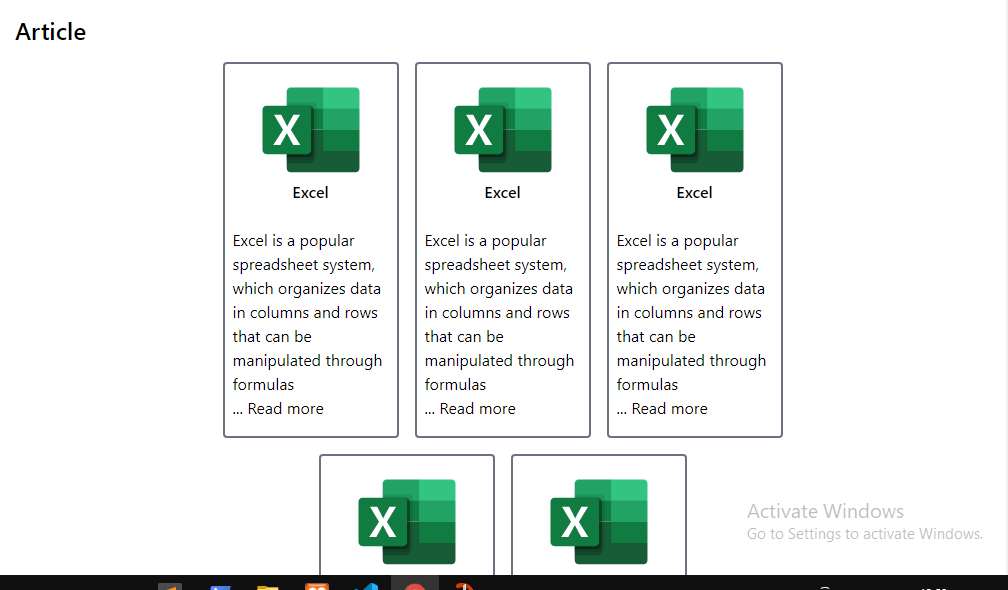 Article
X
X
X
Excel
Excel
Excel
Excel is a popular
spreadsheet system,
which organizes data
in columns and rows
that can be
manipulated through
formulas
... Read more
Excel is a popular
spreadsheet system,
which organizes data
in columns and rows
that can be
manipulated through
formulas
... Read more
Excel is a popular
spreadsheet system,
which organizes data
in columns and rows
that can be
manipulated through
formulas
... Read more
X
X
Activate Windows
Go to Settings to activate Windows.